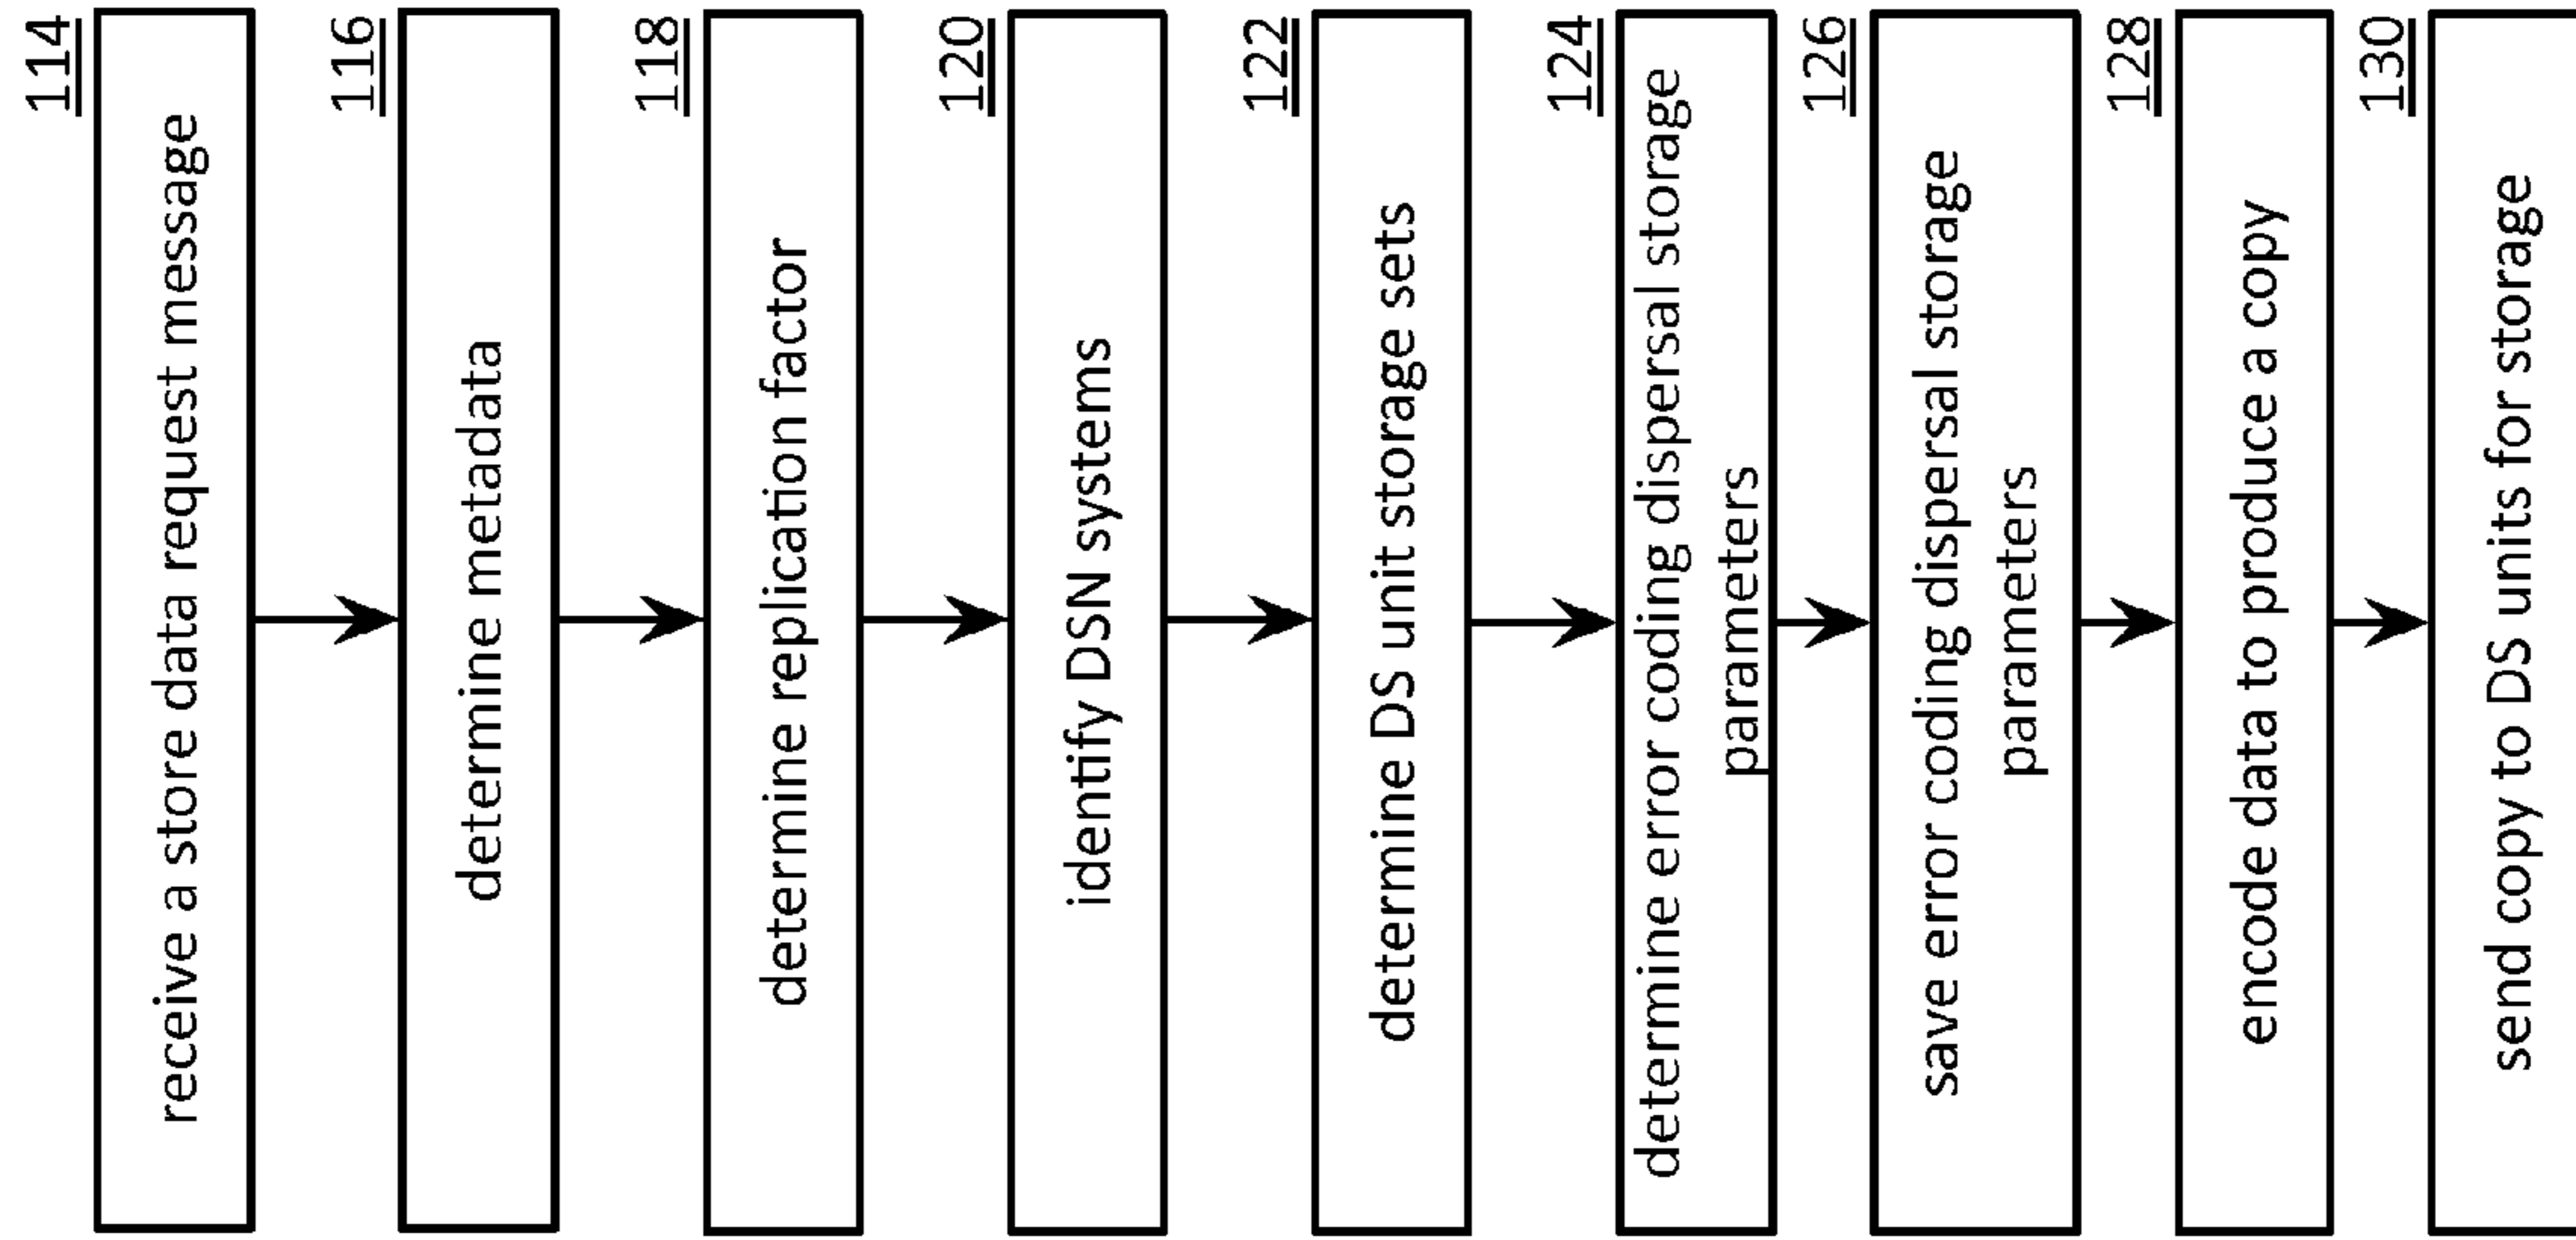 114
receive a store data request message
116
determine metadata
118
determine replication factor
120
identify DSN systems
122
determine DS unit storage sets
124
determine error coding dispersal storage
parameters
126
save error coding dispersal storage
parameters
128
encode data to produce a copy
130
send copy to DS units for storage